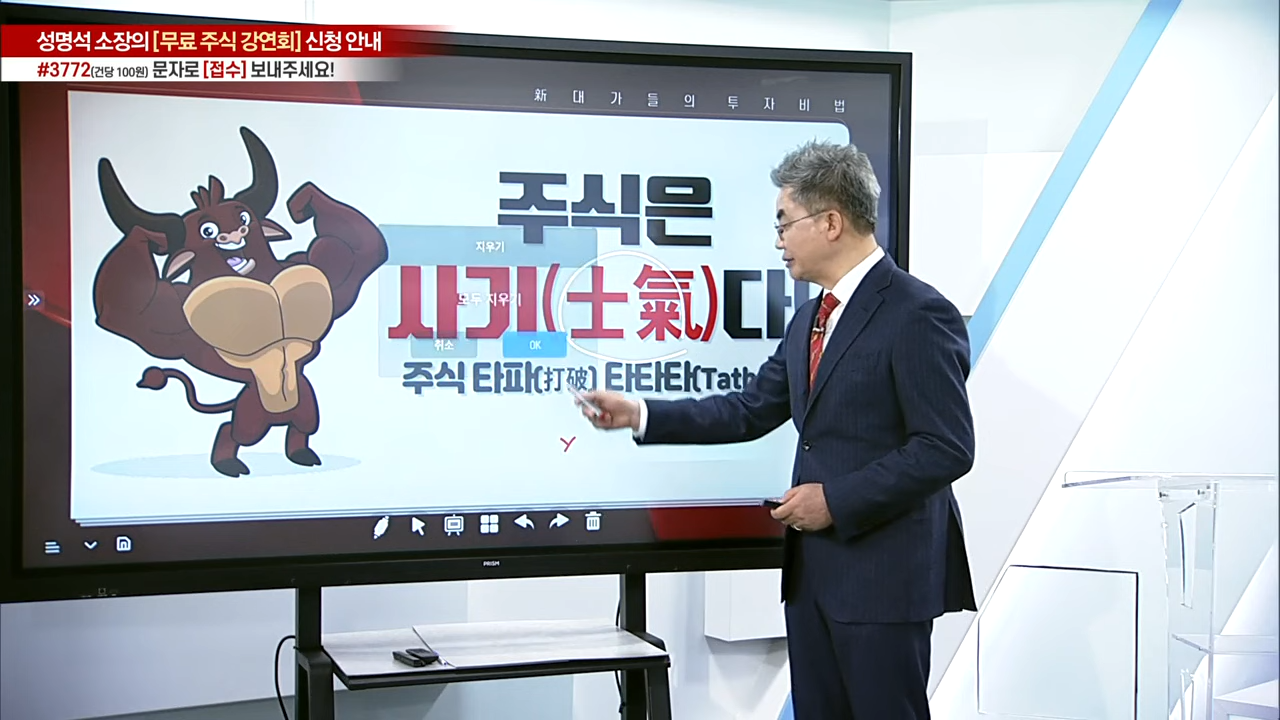 성명석 소장의 [무료 주식 강연회] 신청 안내
#3772(건당 100원) 문자로 [접수] 보내주세요!
新 대가들의 투자비법
주식은
지우기
사기(士氣)다
모두 지우기
취소 OK
주식 타파(打破) 타타타(Tath
PRISM